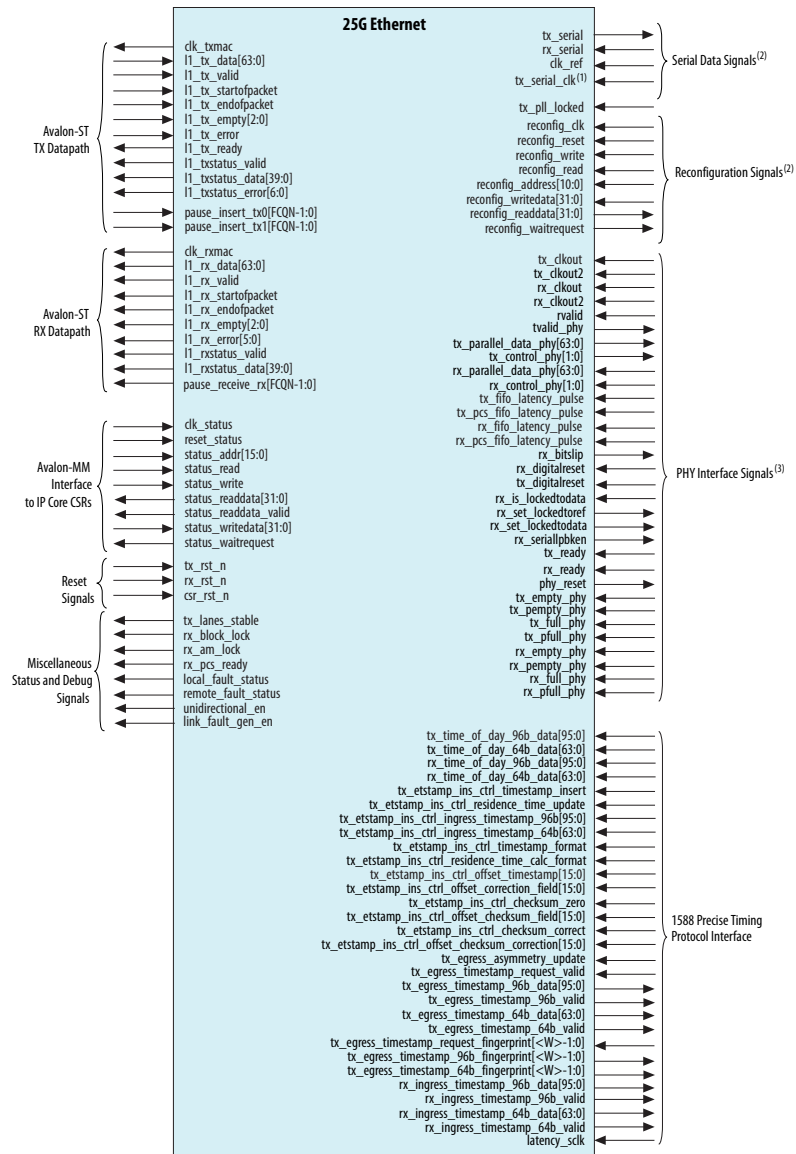 25G Ethernet
Avalon-ST
TX Datapath
clk_txmac
l1_tx_data[63:0]
l1_tx_valid
l1_tx_startofpacket
l1_tx_endofpacket
l1_tx_empty[2:0]
l1_tx_error
l1_tx_ready
l1_txstatus_valid
l1_txstatus_data[39:0]
l1_txstatus_error[6:0]
pause_insert_tx0[FCQN-1:0]
pause_insert_tx1[FCQN-1:0]
Avalon-ST
RX Datapath
clk_rxmac
l1_rx_data[63:0]
l1_rx_valid
l1_rx_startofpacket
l1_rx_endofpacket
l1_rx_empty[2:0]
l1_rx_error[5:0]
l1_rxstatus_valid
l1_rxstatus_data[39:0]
pause_receive_rx[FCQN-1:0]
Avalon-MM
Interface
to IP Core CSRs
clk_status
reset_status
status_addr[15:0]
status_read
status_write
status_readdata[31:0]
status_readdata_valid
status_writedata[31:0]
status_waitrequest
Reset
Signals
tx_rst_n
rx_rst_n
csr_rst_n
Miscellaneous
Status and Debug
Signals
tx_lanes_stable
rx_block_lock
rx_am_lock
rx_pcs_ready
local_fault_status
remote_fault_status
unidirectional_en
link_fault_gen_en
tx_serial
rx_serial
clk_ref
tx_serial_clk(1)
Serial Data Signals(2)
tx_pll_locked
reconfig_clk
reconfig_reset
reconfig_write
reconfig_read
reconfig_address[10:0]
reconfig_writedata[31:0]
reconfig_readdata[31:0]
reconfig_waitrequest
Reconfiguration Signals(2)
tx_clkout
tx_clkout2
rx_clkout
rx_clkout2
rvalid
tvalid_phy
tx_parallel_data_phy[63:0]
tx_control_phy[1:0]
rx_parallel_data_phy[63:0]
rx_control_phy[1:0]
tx_fifo_latency_pulse
tx_pcs_fifo_latency_pulse
rx_fifo_latency_pulse
rx_pcs_fifo_latency_pulse
rx_bitslip
rx_digitalreset
tx_digitalreset
rx_is_lockedtodata
rx_set_lockedtoref
rx_set_lockedtodata
rx_seriallpbken
tx_ready
rx_ready
phy_reset
tx_empty_phy
tx_pempty_phy
tx_full_phy
tx_pfull_phy
rx_empty_phy
rx_pempty_phy
rx_full_phy
rx_pfull_phy
PHY Interface Signals(3)
tx_time_of_day_96b_data[95:0]
tx_time_of_day_64b_data[63:0]
rx_time_of_day_96b_data[95:0]
rx_time_of_day_64b_data[63:0]
tx_etstamp_ins_ctrl_timestamp_insert
tx_etstamp_ins_ctrl_residence_time_update
tx_etstamp_ins_ctrl_ingress_timestamp_96b[95:0]
tx_etstamp_ins_ctrl_ingress_timestamp_64b[63:0]
tx_etstamp_ins_ctrl_timestamp_format
tx_etstamp_ins_ctrl_residence_time_calc_format
tx_etstamp_ins_ctrl_offset_timestamp[15:0]
tx_etstamp_ins_ctrl_offset_correction_field[15:0]
tx_etstamp_ins_ctrl_checksum_zero
tx_etstamp_ins_ctrl_offset_checksum_field[15:0]
tx_etstamp_ins_ctrl_checksum_correct
tx_etstamp_ins_ctrl_offset_checksum_correction[15:0]
tx_egress_asymmetry_update
tx_egress_timestamp_request_valid
tx_egress_timestamp_96b_data[95:0]
tx_egress_timestamp_96b_valid
tx_egress_timestamp_64b_data[63:0]
tx_egress_timestamp_64b_valid
tx_egress_timestamp_request_fingerprint[<W>-1:0]
tx_egress_timestamp_96b_fingerprint[<W>-1:0]
tx_egress_timestamp_64b_fingerprint[<W>-1:0]
rx_ingress_timestamp_96b_data[95:0]
rx_ingress_timestamp_96b_valid
rx_ingress_timestamp_64b_data[63:0]
rx_ingress_timestamp_64b_valid
latency_sclk
1588 Precise Timing
Protocol Interface